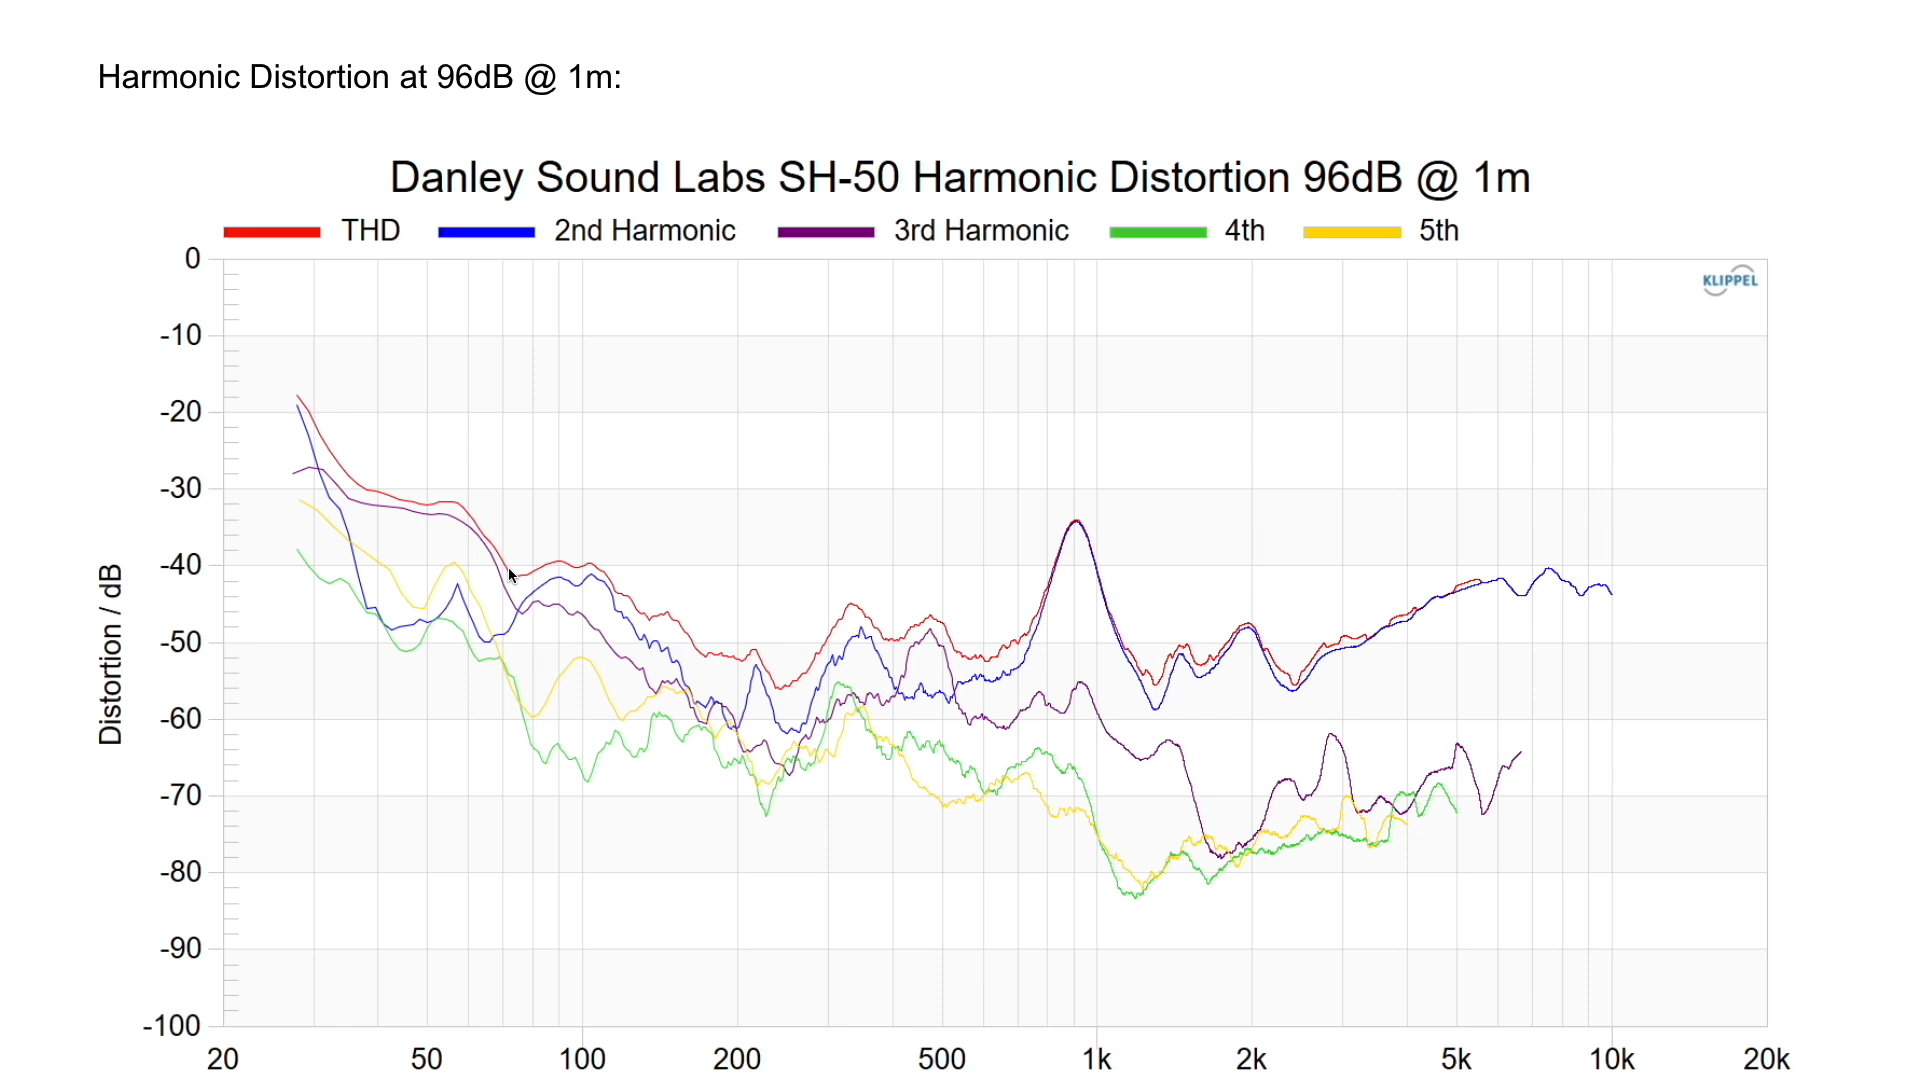 Harmonic Distortion at 96dB @ 1m:
Danley Sound Labs SH-50 Harmonic Distortion 96dB @ 1m
THD 2nd Harmonic 3rd Harmonic 4th 5th
KLIPPEL
0
-10
-20
-30
-40
-50
-60
-70
-80
-90
-100
Distortion / dB
20 50 100 200 500 1k 2k 5k 10k 20k